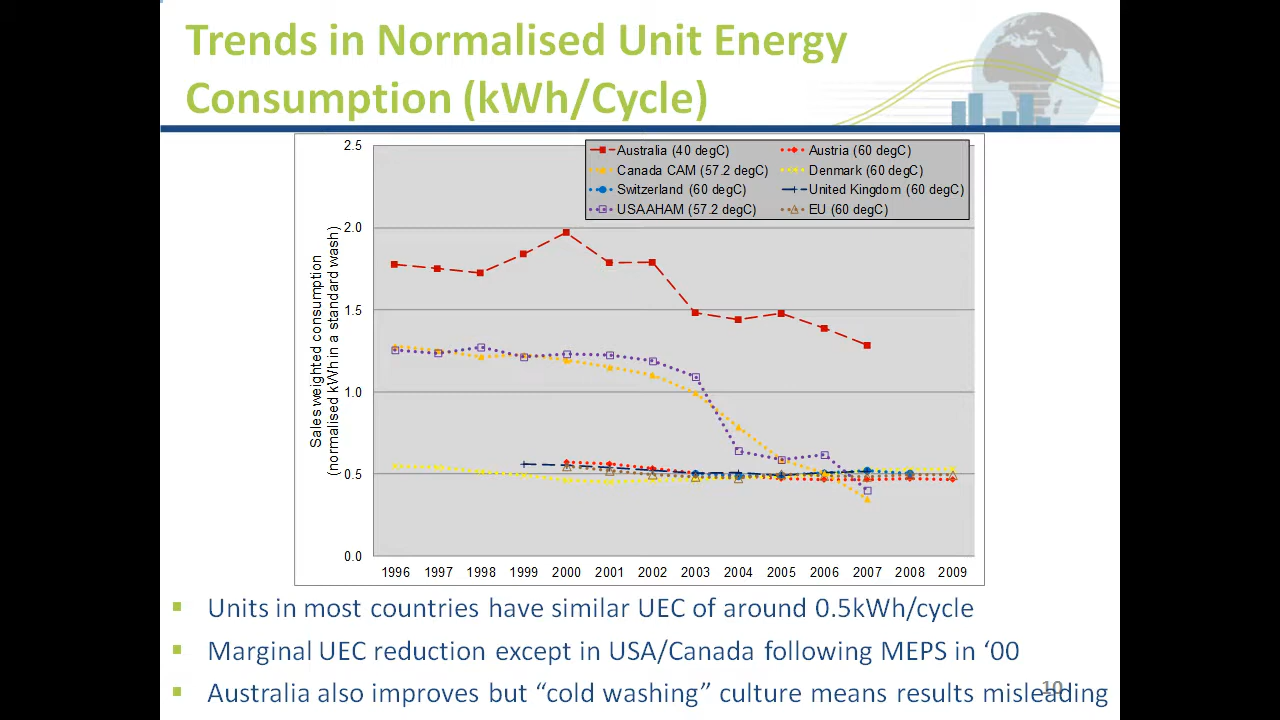 Trends in Normalised Unit Energy
Consumption (kWh/Cycle)
2.5
2.0
1.5
1.0
0.5
0.0
Sales weighted consumption
(normalised kWh in a standard wash)
Australia (40 degC)
Austria (60 degC)
Canada CAM (57.2 degC)
Denmark (60 degC)
Switzerland (60 degC)
United Kingdom (60 degC)
USAAHAM (57.2 degC)
EU (60 degC)
1996 1997 1998 1999 2000 2001 2002 2003 2004 2005 2006 2007 2008 2009
Units in most countries have similar UEC of around 0.5kWh/cycle
Marginal UEC reduction except in USA/Canada following MEPS in ‘00
Australia also improves but “cold washing” culture means results misleading
10